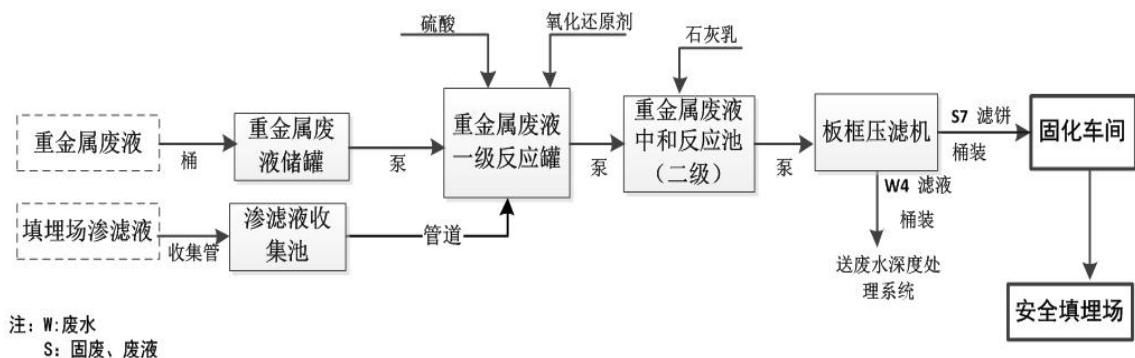 硫酸
氧化还原剂
石灰乳
重金属废液
桶
重金属废
液储罐
泵
重金属废液
一级反应罐
泵
重金属废液
中和反应池
（二级）
泵
板框压滤机
S7 滤饼
桶装
固化车间
W4 滤液
桶装
填埋场渗滤液
收集管
渗滤液收
集池
管道
送废水深度处
理系统
安全填埋场
注：W:废水
S：固废、废液